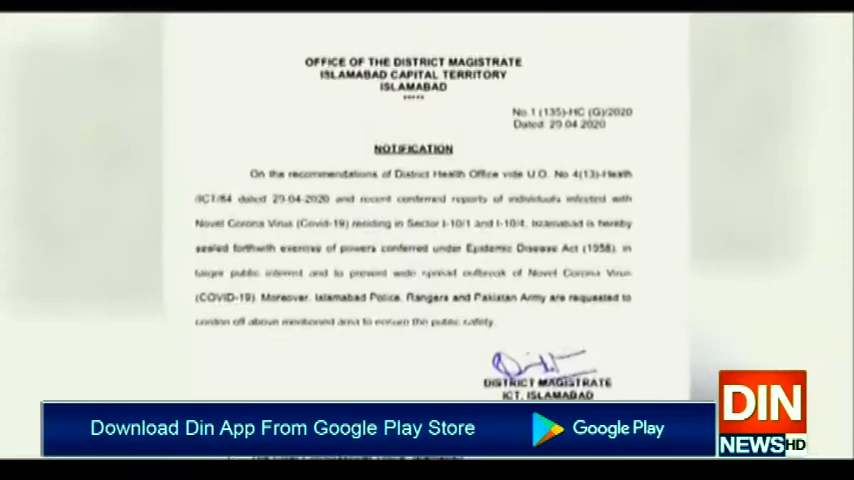 OFFICE OF THE DISTRICT MAGISTRATE
ISLAMABAD CAPITAL TERRITORY
ISLAMABAD
*****
No.1 (135)-HC (G)/2020
Dated: 29.04.2020
NOTIFICATION
On the recommendations of District Health Office vide U.O. No 4(13)-Health
/ICT/84 dated 29-04-2020 and recent confirmed reports of individuals infected with
Novel Corona Virus (Covid-19) residing in Sector I-10/1 and I-10/4, Islamabad is hereby
sealed forthwith exercise of powers conferred under Epidemic Disease Act (1958), in
larger public interest and to prevent wide spread outbreak of Novel Corona Virus
(COVID-19). Moreover, Islamabad Police, Rangers and Pakistan Army are requested to
cordon off above mentioned area to ensure the public safety.
DISTRICT MAGISTRATE
ICT, ISLAMABAD
Download Din App From Google Play Store
Google Play
DIN
NEWS HD